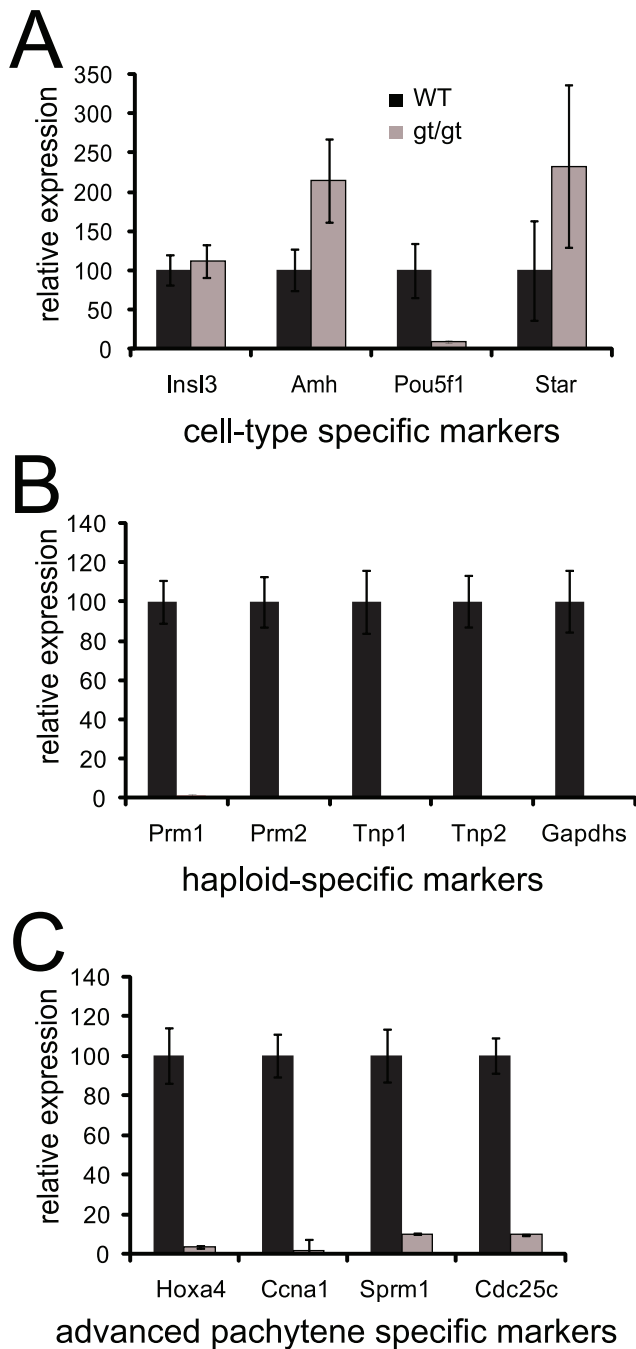 A
relative expression
350
300
250
200
150
100
50
0
WT
gt/gt
Insl3 Amh Pou5f1 Star
cell-type specific markers
B
relative expression
140
120
100
80
60
40
20
0
Prm1 Prm2 Tnp1 Tnp2 Gapdhs
haploid-specific markers
C
relative expression
140
120
100
80
60
40
20
0
Hoxa4 Ccna1 Sprm1 Cdc25c
advanced pachytene specific markers